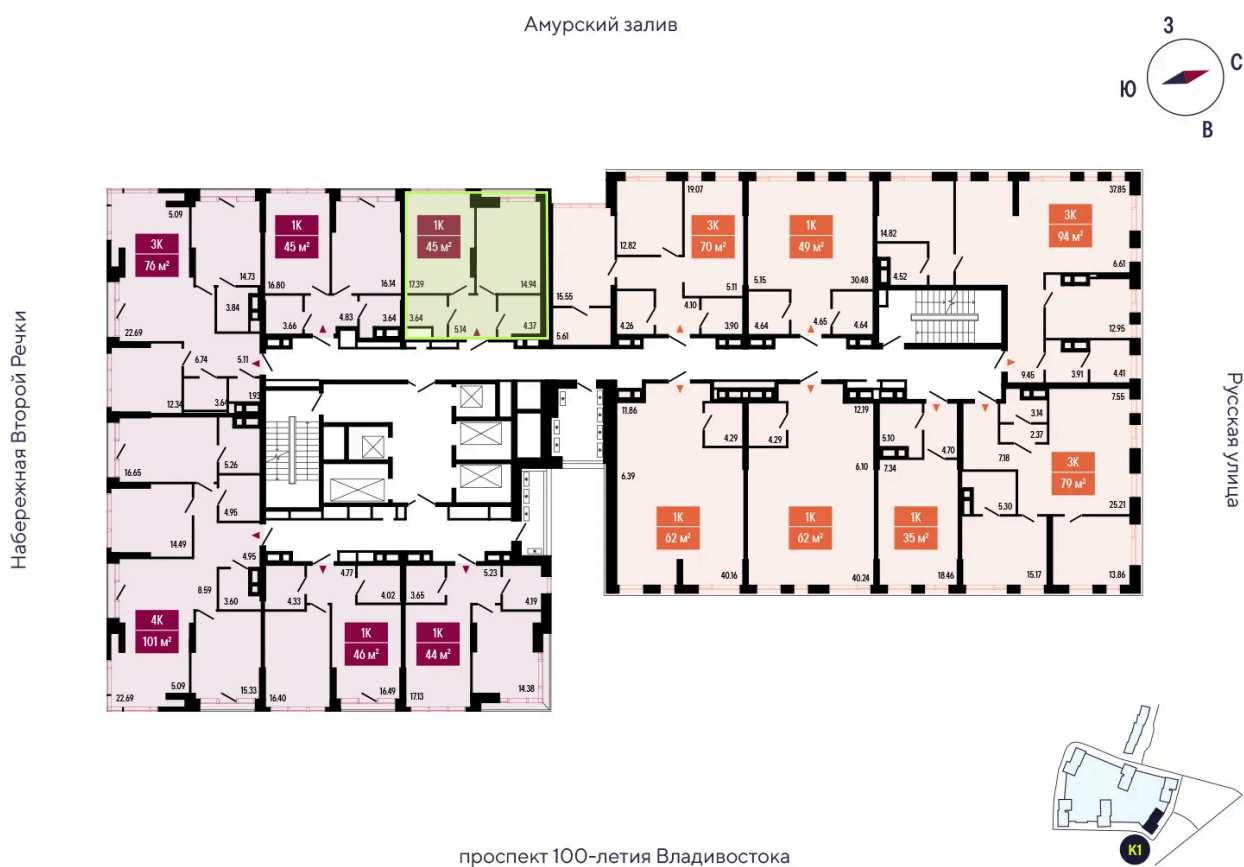 Амурский залив
З
С
Ю
В
Набережная Второй Речки
Русская улица
5.09
3К
76 м²
14.73
3.84
22.69
6.74
5.11
12.34
3.64
1.93
1К
45 м²
16.80
16.14
3.66
4.83
3.64
1К
45 м²
17.39
14.94
3.64
5.14
4.37
15.55
5.61
19.07
12.82
3К
70 м²
5.11
4.10
4.26
3.90
1К
49 м²
5.15
30.48
4.64
4.65
4.64
14.82
4.52
37.85
3К
94 м²
6.61
12.95
9.45
3.91
4.41
16.65
5.26
4.95
14.49
4.95
8.59
3.60
4К
101 м²
22.69
5.09
15.33
4.77
4.33
4.02
1К
46 м²
16.40
16.49
5.23
3.65
4.19
1К
44 м²
17.13
14.38
11.86
4.29
6.39
1К
62 м²
40.16
12.19
4.29
6.10
1К
62 м²
40.24
5.10
4.70
7.34
1К
35 м²
18.46
7.55
3.14
2.37
7.18
3К
79 м²
5.30
25.21
15.17
13.86
К1
проспект 100-летия Владивостока